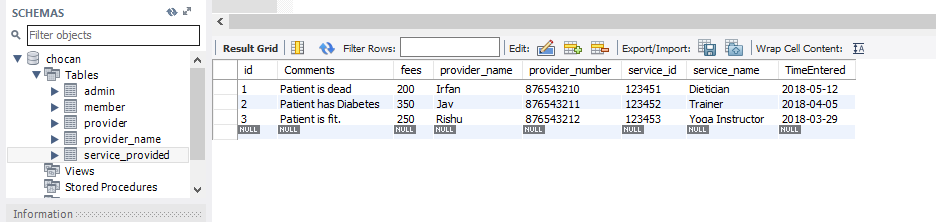 SCHEMAS
Filter objects
chocan
Tables
admin
member
provider
provider_name
service_provided
Views
Stored Procedures
Information
Result Grid Filter Rows: Edit: Export/Import: Wrap Cell Content: IA
id Comments fees provider_name provider_number service_id service_name TimeEntered
1 Patient is dead 200 Irfan 876543210 123451 Dietician 2018-05-12
2 Patient has Diabetes 350 Jav 876543211 123452 Trainer 2018-04-05
3 Patient is fit. 250 Rishu 876543212 123453 Yoga Instructor 2018-03-29
NULL NULL NULL NULL NULL NULL NULL NULL